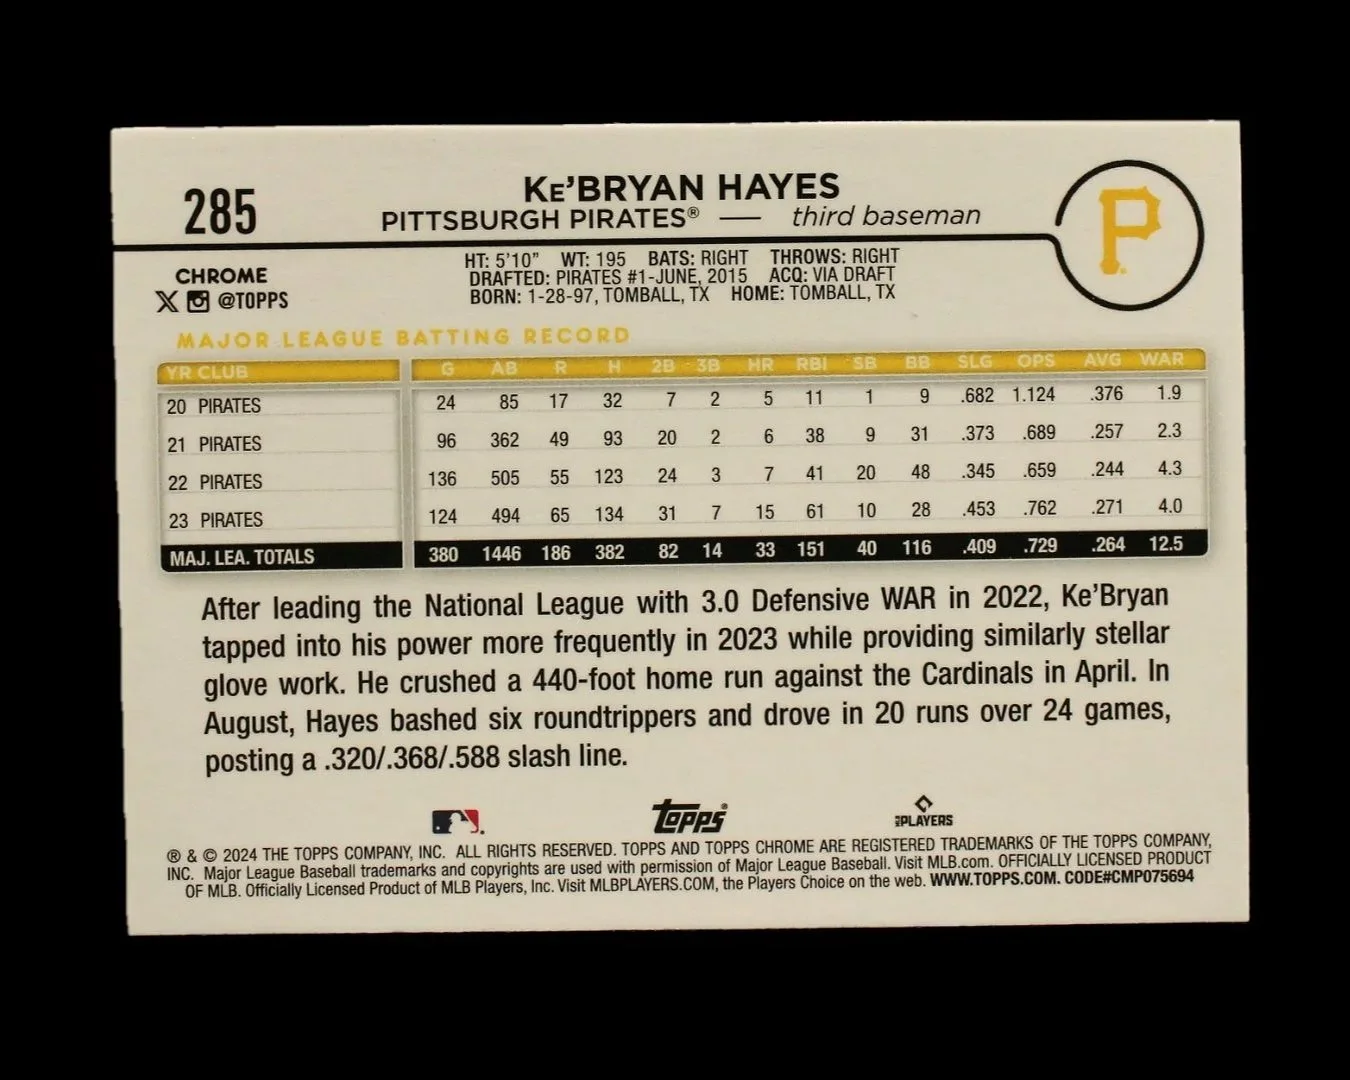 285
Ke'BRYAN HAYES
PITTSBURGH PIRATES® — third baseman
P
CHROME
@TOPPS
HT: 5'10" WT: 195 BATS: RIGHT THROWS: RIGHT
DRAFTED: PIRATES #1-JUNE, 2015 ACQ: VIA DRAFT
BORN: 1-28-97, TOMBALL, TX HOME: TOMBALL, TX
MAJOR LEAGUE BATTING RECORD
YR CLUB G AB R H 2B 3B HR RBI SB BB SLG OPS AVG WAR
20 PIRATES 24 85 17 32 7 2 5 11 1 9 .682 1.124 .376 1.9
21 PIRATES 96 362 49 93 20 2 6 38 9 31 .373 .689 .257 2.3
22 PIRATES 136 505 55 123 24 3 7 41 20 48 .345 .659 .244 4.3
23 PIRATES 124 494 65 134 31 7 15 61 10 28 .453 .762 .271 4.0
MAJ. LEA. TOTALS 380 1446 186 382 82 14 33 151 40 116 .409 .729 .264 12.5
After leading the National League with 3.0 Defensive WAR in 2022, Ke'Bryan
tapped into his power more frequently in 2023 while providing similarly stellar
glove work. He crushed a 440-foot home run against the Cardinals in April. In
August, Hayes bashed six roundtrippers and drove in 20 runs over 24 games,
posting a .320/.368/.588 slash line.
Topps®
MLB PLAYERS
® & © 2024 THE TOPPS COMPANY, INC. ALL RIGHTS RESERVED. TOPPS AND TOPPS CHROME ARE REGISTERED TRADEMARKS OF THE TOPPS COMPANY,
INC. Major League Baseball trademarks and copyrights are used with permission of Major League Baseball. Visit MLB.com. OFFICIALLY LICENSED PRODUCT
OF MLB. Officially Licensed Product of MLB Players, Inc. Visit MLBPLAYERS.COM, the Players Choice on the web. WWW.TOPPS.COM. CODE#CMP075694